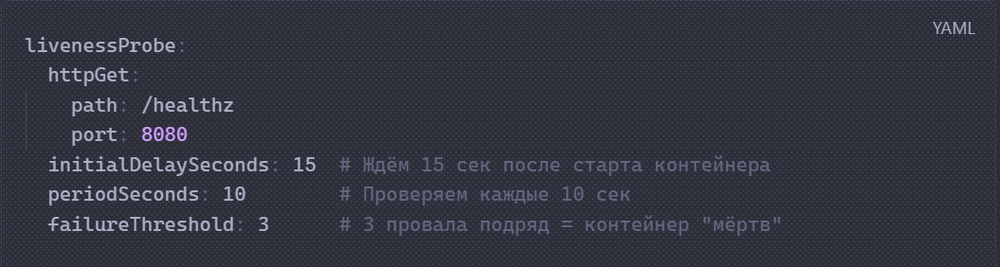 YAML
livenessProbe:
  httpGet:
    path: /healthz
    port: 8080
  initialDelaySeconds: 15  # Ждём 15 сек после старта контейнера
  periodSeconds: 10        # Проверяем каждые 10 сек
  failureThreshold: 3      # 3 провала подряд = контейнер "мёртв"